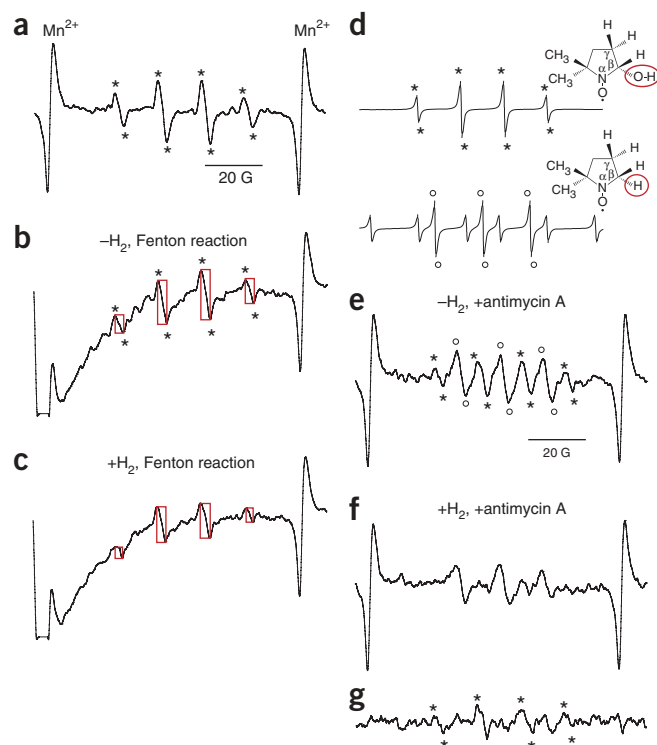 a
Mn2+
Mn2+
* * * *
* * * *
20 G
b
–H2, Fenton reaction
* * * *
* * * *
c
+H2, Fenton reaction
d
* * * *
* * * *
H
H
γ
H
CH3
α
β
CH3
N
O-H
O•
H
H
γ
H
CH3
α
β
CH3
N
H
O•
e
–H2, +antimycin A
* * * *
* * * *
20 G
f
+H2, +antimycin A
g
* * * *
* * *